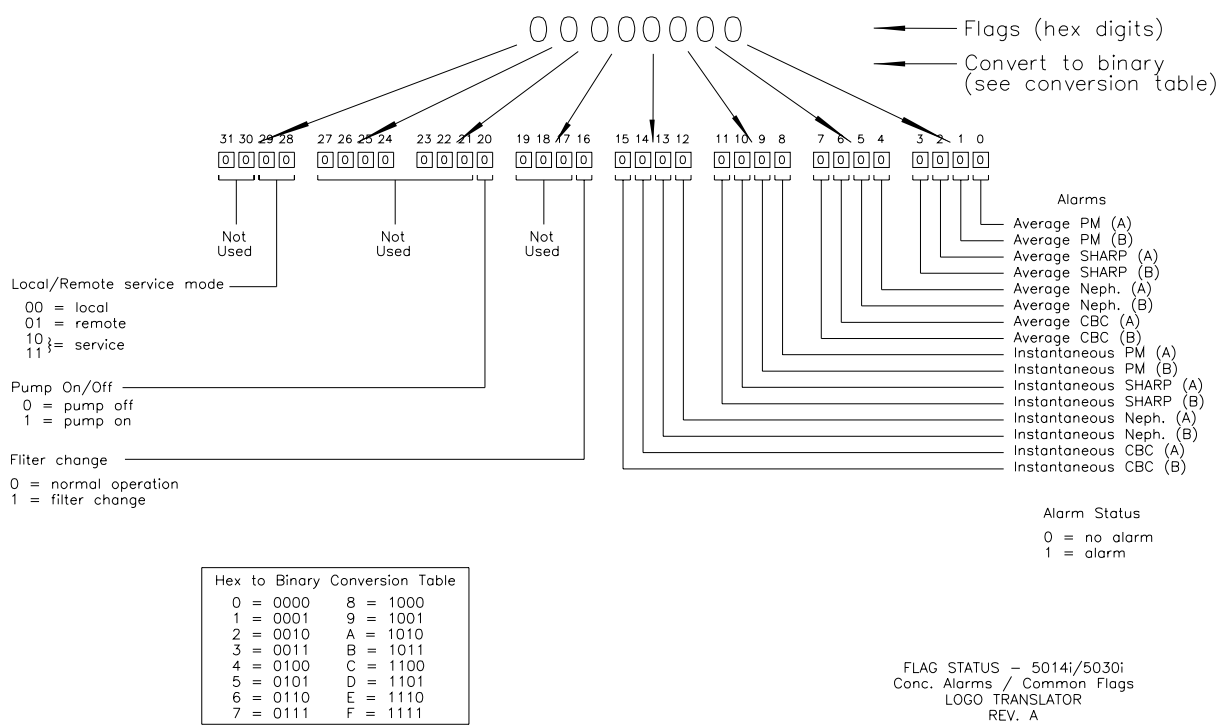 0 0 0 0 0 0 0 0
Flags (hex digits)
Convert to binary
(see conversion table)
31 30 29 28 27 26 25 24 23 22 21 20 19 18 17 16 15 14 13 12 11 10 9 8 7 6 5 4 3 2 1 0
0 0 0 0 0 0 0 0 0 0 0 0 0 0 0 0 0 0 0 0 0 0 0 0 0 0 0 0 0 0 0 0
Not
Used
Not
Used
Not
Used
Local/Remote service mode
00 = local
01 = remote
10
11 }= service
Pump On/Off
0 = pump off
1 = pump on
Fliter change
0 = normal operation
1 = filter change
Alarms
Average PM (A)
Average PM (B)
Average SHARP (A)
Average SHARP (B)
Average Neph. (A)
Average Neph. (B)
Average CBC (A)
Average CBC (B)
Instantaneous PM (A)
Instantaneous PM (B)
Instantaneous SHARP (A)
Instantaneous SHARP (B)
Instantaneous Neph. (A)
Instantaneous Neph. (B)
Instantaneous CBC (A)
Instantaneous CBC (B)
Alarm Status
0 = no alarm
1 = alarm
Hex to Binary Conversion Table
0 = 0000 8 = 1000
1 = 0001 9 = 1001
2 = 0010 A = 1010
3 = 0011 B = 1011
4 = 0100 C = 1100
5 = 0101 D = 1101
6 = 0110 E = 1110
7 = 0111 F = 1111
FLAG STATUS – 5014i/5030i
Conc. Alarms / Common Flags
LOGO TRANSLATOR
REV. A